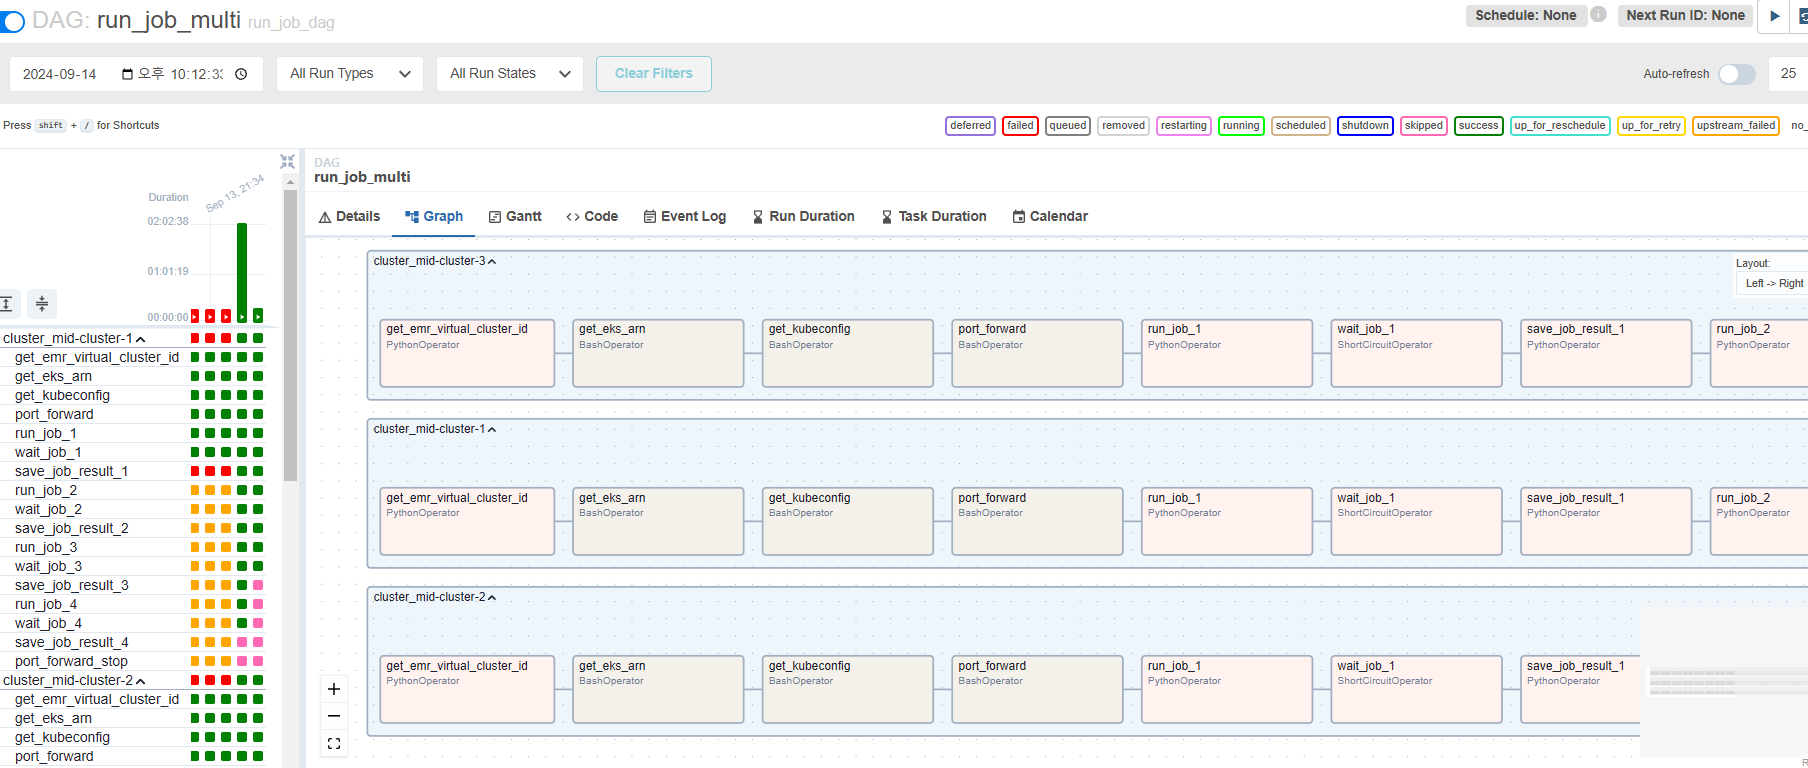 DAG: run_job_multi run_job_dag
Schedule: None
Next Run ID: None
2024-09-14 오후 10:12:33
All Run Types
All Run States
Clear Filters
Auto-refresh
25
Press shift + / for Shortcuts
deferred failed queued removed restarting running scheduled shutdown skipped success up_for_reschedule up_for_retry upstream_failed no_
Duration
Sep 13, 21:34
02:02:38
01:01:19
00:00:00
cluster_mid-cluster-1
get_emr_virtual_cluster_id
get_eks_arn
get_kubeconfig
port_forward
run_job_1
wait_job_1
save_job_result_1
run_job_2
wait_job_2
save_job_result_2
run_job_3
wait_job_3
save_job_result_3
run_job_4
wait_job_4
save_job_result_4
port_forward_stop
cluster_mid-cluster-2
get_emr_virtual_cluster_id
get_eks_arn
get_kubeconfig
port_forward
DAG
run_job_multi
Details Graph Gantt Code Event Log Run Duration Task Duration Calendar
Layout:
Left -> Right
cluster_mid-cluster-3
get_emr_virtual_cluster_id
PythonOperator
get_eks_arn
BashOperator
get_kubeconfig
BashOperator
port_forward
BashOperator
run_job_1
PythonOperator
wait_job_1
ShortCircuitOperator
save_job_result_1
PythonOperator
run_job_2
PythonOperator
cluster_mid-cluster-1
get_emr_virtual_cluster_id
PythonOperator
get_eks_arn
BashOperator
get_kubeconfig
BashOperator
port_forward
BashOperator
run_job_1
PythonOperator
wait_job_1
ShortCircuitOperator
save_job_result_1
PythonOperator
run_job_2
PythonOperator
cluster_mid-cluster-2
get_emr_virtual_cluster_id
PythonOperator
get_eks_arn
BashOperator
get_kubeconfig
BashOperator
port_forward
BashOperator
run_job_1
PythonOperator
wait_job_1
ShortCircuitOperator
save_job_result_1
PythonOperator